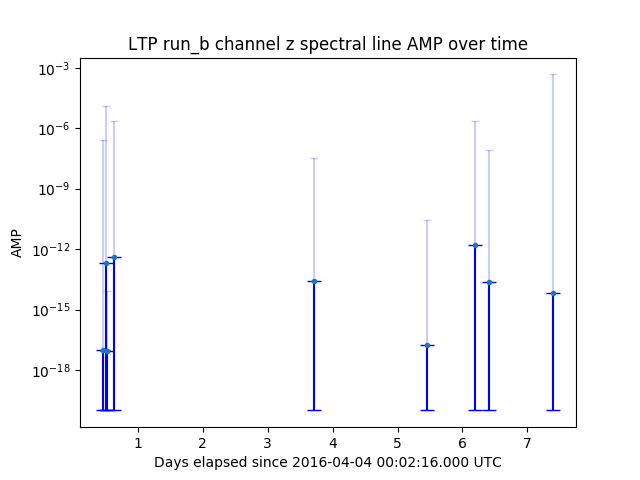 LTP run_b channel z spectral line AMP over time
10⁻³
10⁻⁶
10⁻⁹
10⁻¹²
10⁻¹⁵
10⁻¹⁸
AMP
1 2 3 4 5 6 7
Days elapsed since 2016-04-04 00:02:16.000 UTC